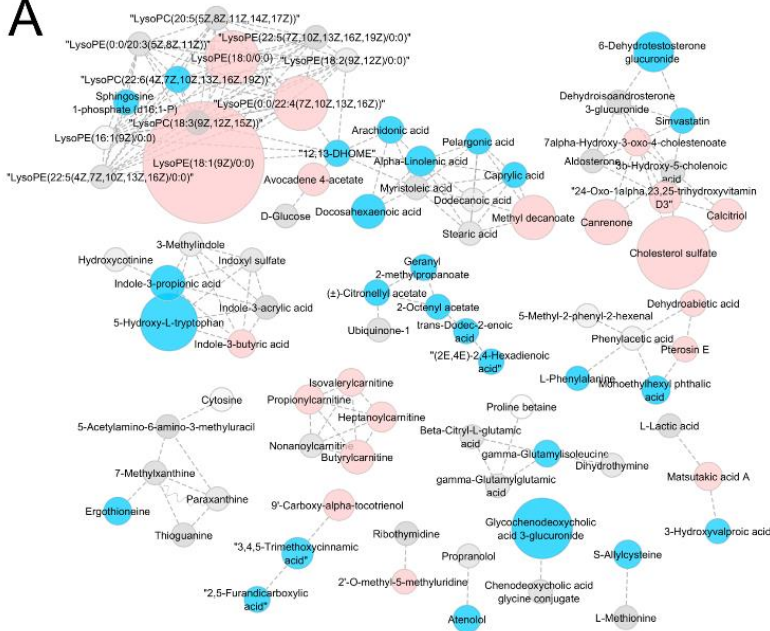 A
"LysoPC(20:5(5Z,8Z,11Z,14Z,17Z))"
"LysoPE(0:0/20:3(5Z,8Z,11Z))"
"LysoPE(22:5(7Z,10Z,13Z,16Z,19Z)/0:0)"
LysoPE(18:0/0:0)
"LysoPE(18:2(9Z,12Z)/0:0)"
"LysoPC(22:6(4Z,7Z,10Z,13Z,16Z,19Z))"
Sphingosine
1-phosphate (d16:1-P)
"LysoPE(0:0/22:4(7Z,10Z,13Z,16Z))"
"LysoPC(18:3(9Z,12Z,15Z))"
LysoPE(16:1(9Z)/0:0)
LysoPE(18:1(9Z)/0:0)
"LysoPE(22:5(4Z,7Z,10Z,13Z,16Z)/0:0)"
"12,13-DHOME"
Avocadene 4-acetate
D-Glucose
Arachidonic acid
Alpha-Linolenic acid
Pelargonic acid
Caprylic acid
Myristoleic acid
Dodecanoic acid
Docosahexaenoic acid
Methyl decanoate
Stearic acid
6-Dehydrotestosterone
glucuronide
Dehydroisoandrosterone
3-glucuronide
Simvastatin
7alpha-Hydroxy-3-oxo-4-cholestenoate
Aldosterone
3b-Hydroxy-5-cholenoic
acid
"24-Oxo-1alpha,23,25-trihydroxyvitamin
D3"
Canrenone
Calcitriol
Cholesterol sulfate
3-Methylindole
Hydroxycotinine
Indoxyl sulfate
Indole-3-propionic acid
Indole-3-acrylic acid
5-Hydroxy-L-tryptophan
Indole-3-butyric acid
Geranyl
2-methylpropanoate
(±)-Citronellyl acetate
2-Octenyl acetate
Ubiquinone-1
trans-Dodec-2-enoic
acid
"(2E,4E)-2,4-Hexadienoic acid"
Dehydroabietic acid
5-Methyl-2-phenyl-2-hexenal
Phenylacetic acid
Pterosin E
L-Phenylalanine
Monoethylhexyl phthalic
acid
Cytosine
5-Acetylamino-6-amino-3-methyluracil
7-Methylxanthine
Paraxanthine
Ergothioneine
Thioguanine
Isovalerylcarnitine
Propionylcarnitine
Heptanoylcarnitine
Nonanoylcarnitine
Butyrylcarnitine
Proline betaine
Beta-Citryl-L-glutamic
acid
gamma-Glutamylisoleucine
Dihydrothymine
gamma-Glutamylglutamic
acid
L-Lactic acid
Matsutakic acid A
3-Hydroxyvalproic acid
9'-Carboxy-alpha-tocotrienol
"3,4,5-Trimethoxycinnamic
acid"
"2,5-Furandicarboxylic
acid"
Ribothymidine
2'-O-methyl-5-methyluridine
Propranolol
Atenolol
Glycochenodeoxycholic
acid 3-glucuronide
Chenodeoxycholic acid
glycine conjugate
S-Allylcysteine
L-Methionine